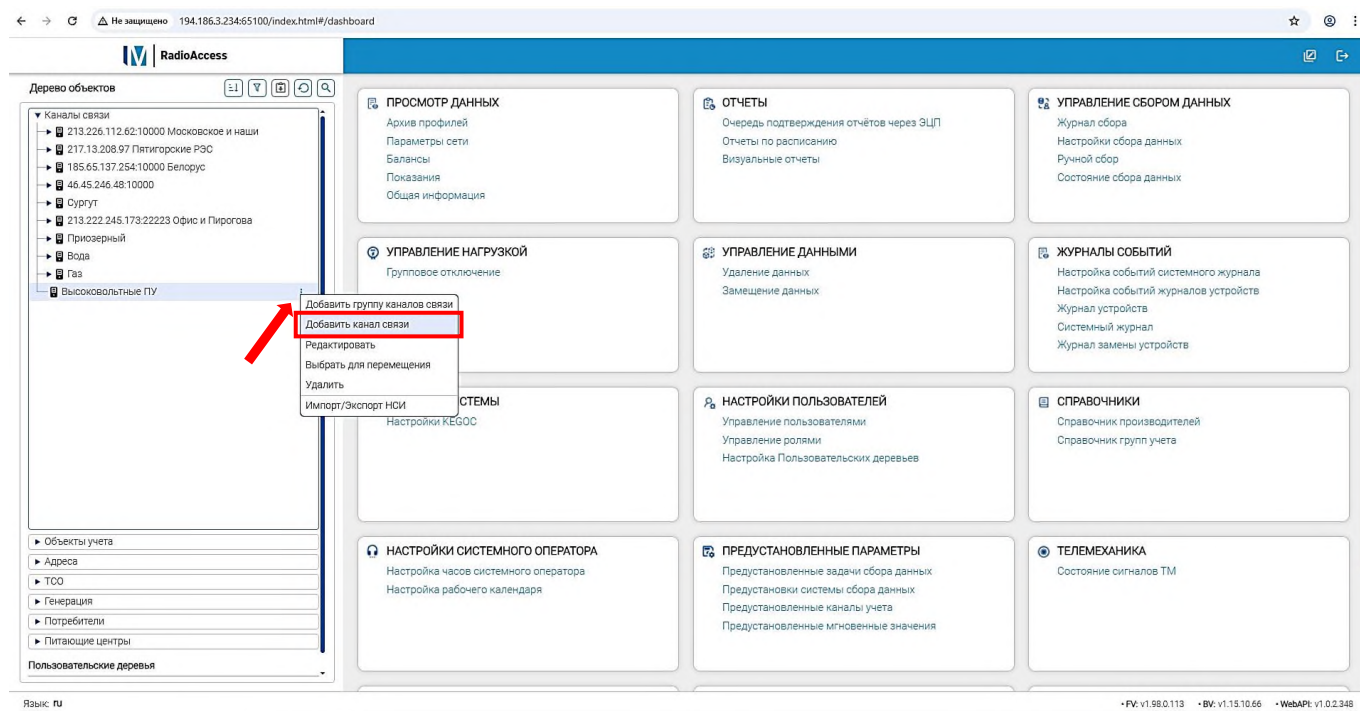 Не защищено 194.186.3.234:65100/index.html#/dashboard
RadioAccess
Дерево объектов
Каналы связи
213.226.112.62:10000 Московское и наши
217.13.208.97 Пятигорские РЭС
185.65.137.254:10000 Белорус
46.45.246.48:10000
Сургут
213.222.245.173:22223 Офис и Пирогова
Приозерный
Вода
Газ
Высоковольтные ПУ
Добавить группу каналов связи
Добавить канал связи
Редактировать
Выбрать для перемещения
Удалить
Импорт/Экспорт НСИ
Объекты учета
Адреса
ТСО
Генерация
Потребители
Питающие центры
Пользовательские деревья
ПРОСМОТР ДАННЫХ
Архив профилей
Параметры сети
Балансы
Показания
Общая информация
ОТЧЕТЫ
Очередь подтверждения отчётов через ЭЦП
Отчеты по расписанию
Визуальные отчеты
УПРАВЛЕНИЕ СБОРОМ ДАННЫХ
Журнал сбора
Настройки сбора данных
Ручной сбор
Состояние сбора данных
УПРАВЛЕНИЕ НАГРУЗКОЙ
Групповое отключение
УПРАВЛЕНИЕ ДАННЫМИ
Удаление данных
Замещение данных
ЖУРНАЛЫ СОБЫТИЙ
Настройка событий системного журнала
Настройка событий журналов устройств
Журнал устройств
Системный журнал
Журнал замены устройств
СТЕМЫ
Настройки KEGOC
НАСТРОЙКИ ПОЛЬЗОВАТЕЛЕЙ
Управление пользователями
Управление ролями
Настройка Пользовательских деревьев
СПРАВОЧНИКИ
Справочник производителей
Справочник групп учета
НАСТРОЙКИ СИСТЕМНОГО ОПЕРАТОРА
Настройка часов системного оператора
Настройка рабочего календаря
ПРЕДУСТАНОВЛЕННЫЕ ПАРАМЕТРЫ
Предустановленные задачи сбора данных
Предустановки системы сбора данных
Предустановленные каналы учета
Предустановленные мгновенные значения
ТЕЛЕМЕХАНИКА
Состояние сигналов ТМ
Язык: ru
• FV: v1.98.0.113 • BV: v1.15.10.66 • WebAPI: v1.0.2.348